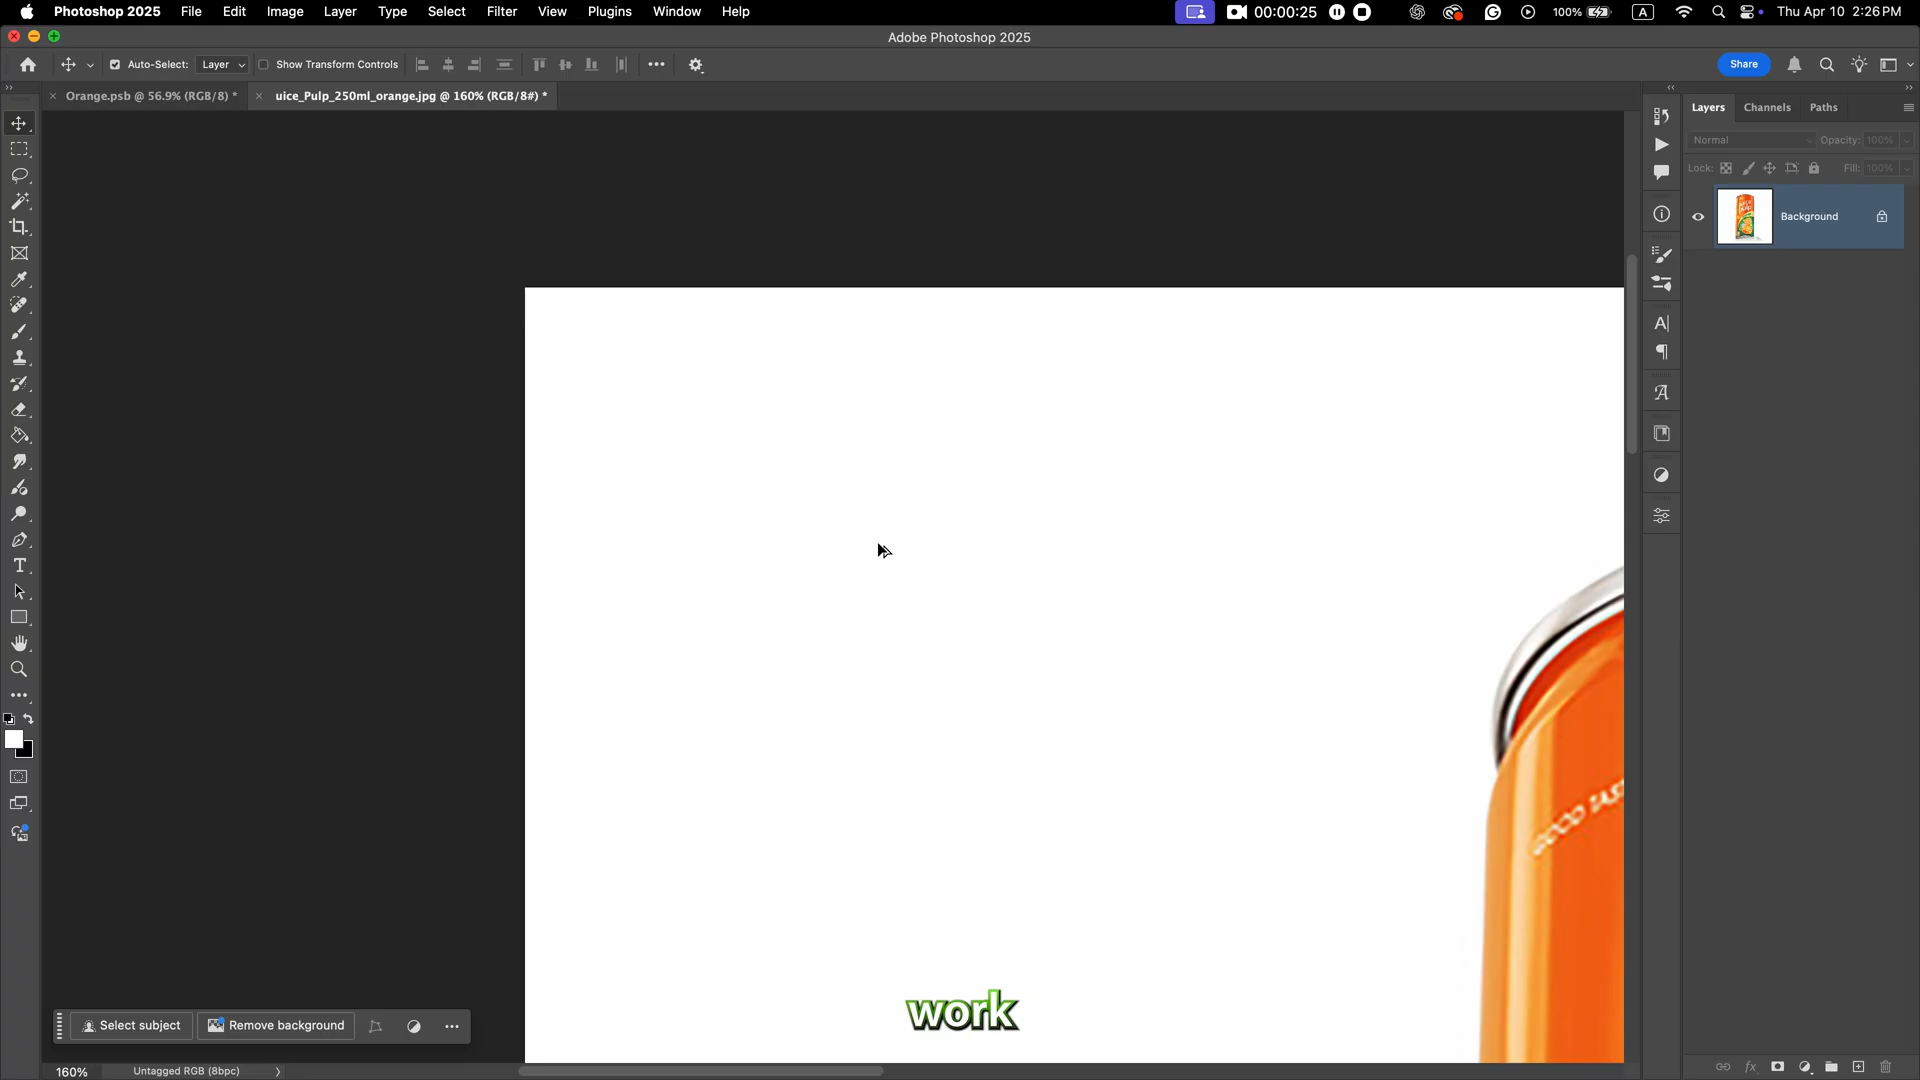 Photoshop 2025 File Edit Image Layer Type Select Filter View Plugins Window Help 00:00:25 100% A Thu Apr 10 2:26 PM
Adobe Photoshop 2025
Auto-Select: Layer Show Transform Controls Share
Orange.psb @ 56.9% (RGB/8) * uice_Pulp_250ml_orange.jpg @ 160% (RGB/8#) *
Layers Channels Paths
Normal Opacity: 100%
Lock: Fill: 100%
Background
GOOD TAS
work
Select subject Remove background
160% Untagged RGB (8bpc)